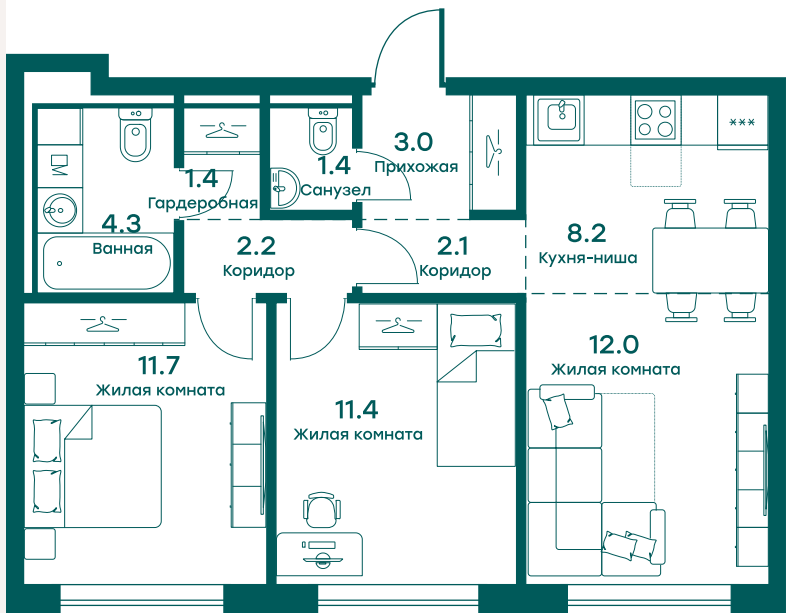 3.0
Прихожая
1.4
Санузел
1.4
Гардеробная
4.3
Ванная
2.2
Коридор
2.1
Коридор
8.2
Кухня-ниша
***
12.0
Жилая комната
11.7
Жилая комната
11.4
Жилая комната